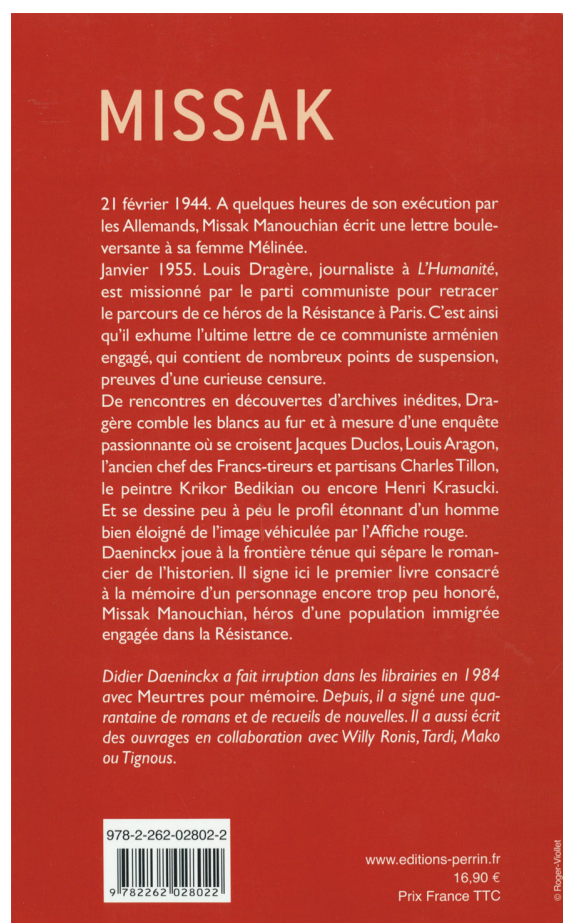 MISSAK
21 février 1944. A quelques heures de son exécution par
les Allemands, Missak Manouchian écrit une lettre boule-
versante à sa femme Mélinée.
Janvier 1955. Louis Dragère, journaliste à L'Humanité,
est missionné par le parti communiste pour retracer
le parcours de ce héros de la Résistance à Paris. C'est ainsi
qu'il exhume l'ultime lettre de ce communiste arménien
engagé, qui contient de nombreux points de suspension,
preuves d'une curieuse censure.
De rencontres en découvertes d'archives inédites, Dra-
gère comble les blancs au fur et à mesure d'une enquête
passionnante où se croisent Jacques Duclos, Louis Aragon,
l'ancien chef des Francs-tireurs et partisans Charles Tillon,
le peintre Krikor Bedikian ou encore Henri Krasucki.
Et se dessine peu à peu le profil étonnant d'un homme
bien éloigné de l'image véhiculée par l'Affiche rouge.
Daeninckx joue à la frontière ténue qui sépare le roman-
cier de l'historien. Il signe ici le premier livre consacré
à la mémoire d'un personnage encore trop peu honoré,
Missak Manouchian, héros d'une population immigrée
engagée dans la Résistance.
Didier Daeninckx a fait irruption dans les librairies en 1984
avec Meurtres pour mémoire. Depuis, il a signé une qua-
rantaine de romans et de recueils de nouvelles. Il a aussi écrit
des ouvrages en collaboration avec Willy Ronis, Tardi, Mako
ou Tignous.
978-2-262-02802-2
9 782262 028022
www.editions-perrin.fr
16,90 €
Prix France TTC
© Roger-Viollet